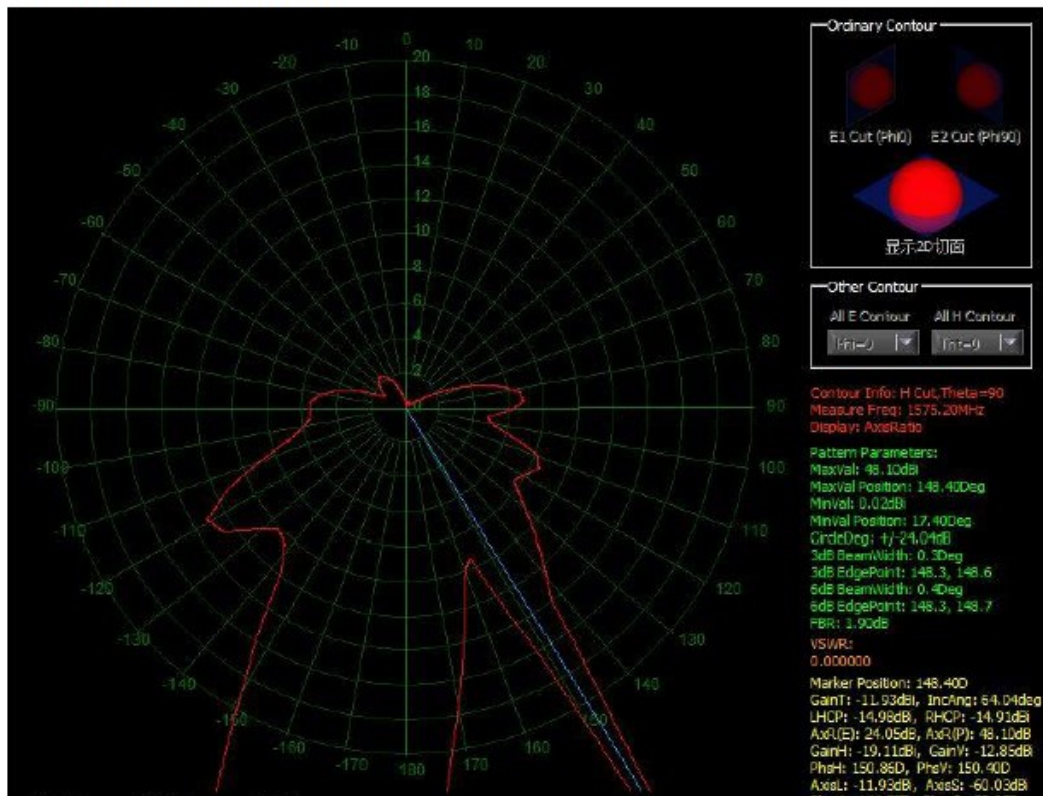 0
-10
10
-20
20
-30
30
-40
40
-50
50
-60
60
-70
70
-80
80
-90
90
-100
100
-110
110
-120
120
-130
130
-140
140
-150
150
-160
160
-170
170
180
20
18
16
14
12
10
8
6
4
2
0
Ordinary Contour
E1 Cut (Phi0) E2 Cut (Phi90)
显示2D切面
Other Contour
All E Contour All H Contour
Contour Info: H Cut,Theta=90
Measure Freq: 1575.20MHz
Display: AxisRatio
Pattern Parameters:
MaxVal: 48.10dBi
MaxVal Position: 148.40Deg
MinVal: 0.02dBi
MinVal Position: 17.40Deg
CircleDeg: +/-24.04dB
3dB BeamWidth: 0.3Deg
3dB EdgePoint: 148.3, 148.6
6dB BeamWidth: 0.4Deg
6dB EdgePoint: 148.3, 148.7
FBR: 1.90dB
VSWR:
0.000000
Marker Position: 148.40D
GainT: -11.93dBi, IncAng: 64.04deg
LHCP: -14.98dBi, RHCP: -14.91dBi
AxR(E): 24.05dB, AxR(P): 48.10dB
GainH: -19.11dBi, GainV: -12.85dBi
PhsH: 150.86D, PhsV: 150.40D
AxisL: -11.93dBi, AxisS: -60.03dBi